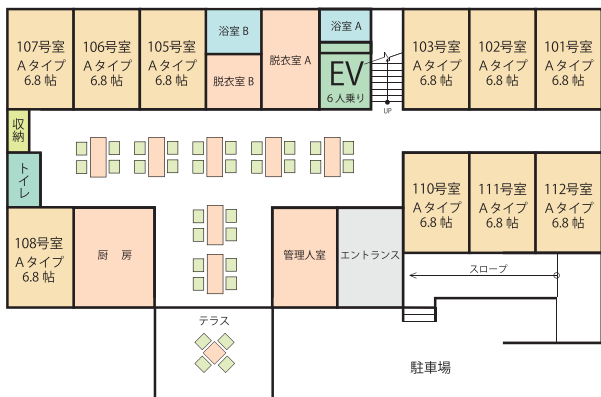 107号室
Aタイプ
6.8 帖
106号室
Aタイプ
6.8 帖
105号室
Aタイプ
6.8 帖
浴室 B
脱衣室 B
脱衣室 A
浴室 A
EV
6人乗り
UP
103号室
Aタイプ
6.8 帖
102号室
Aタイプ
6.8 帖
101号室
Aタイプ
6.8 帖
収納
トイレ
110号室
Aタイプ
6.8 帖
111号室
Aタイプ
6.8 帖
112号室
Aタイプ
6.8 帖
108号室
Aタイプ
6.8 帖
厨 房
管理人室
エントランス
スロープ
テラス
駐車場